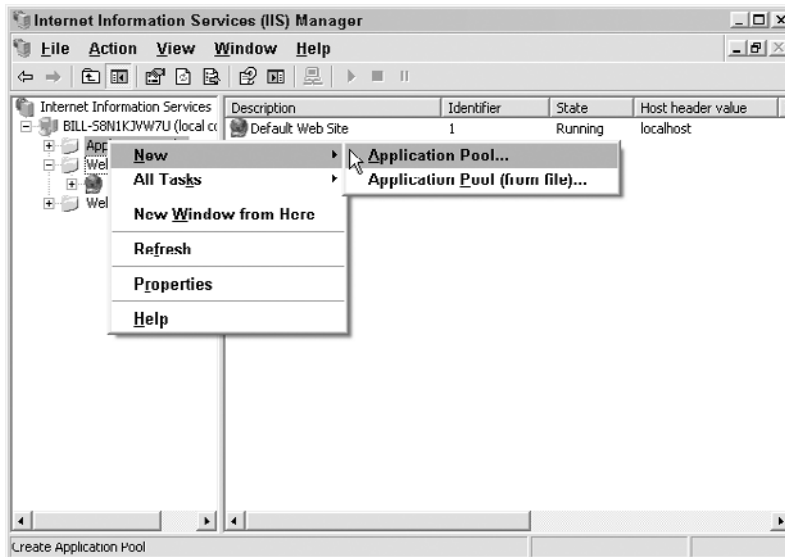 Internet Information Services (IIS) Manager
File Action View Window Help
Internet Information Services
BILL-S8N1KJVW7U (local co
App
Wel
Wel
Description Identifier State Host header value
Default Web Site 1 Running localhost
New
All Tasks
New Window from Here
Refresh
Properties
Help
Application Pool...
Application Pool (from file)...
Create Application Pool